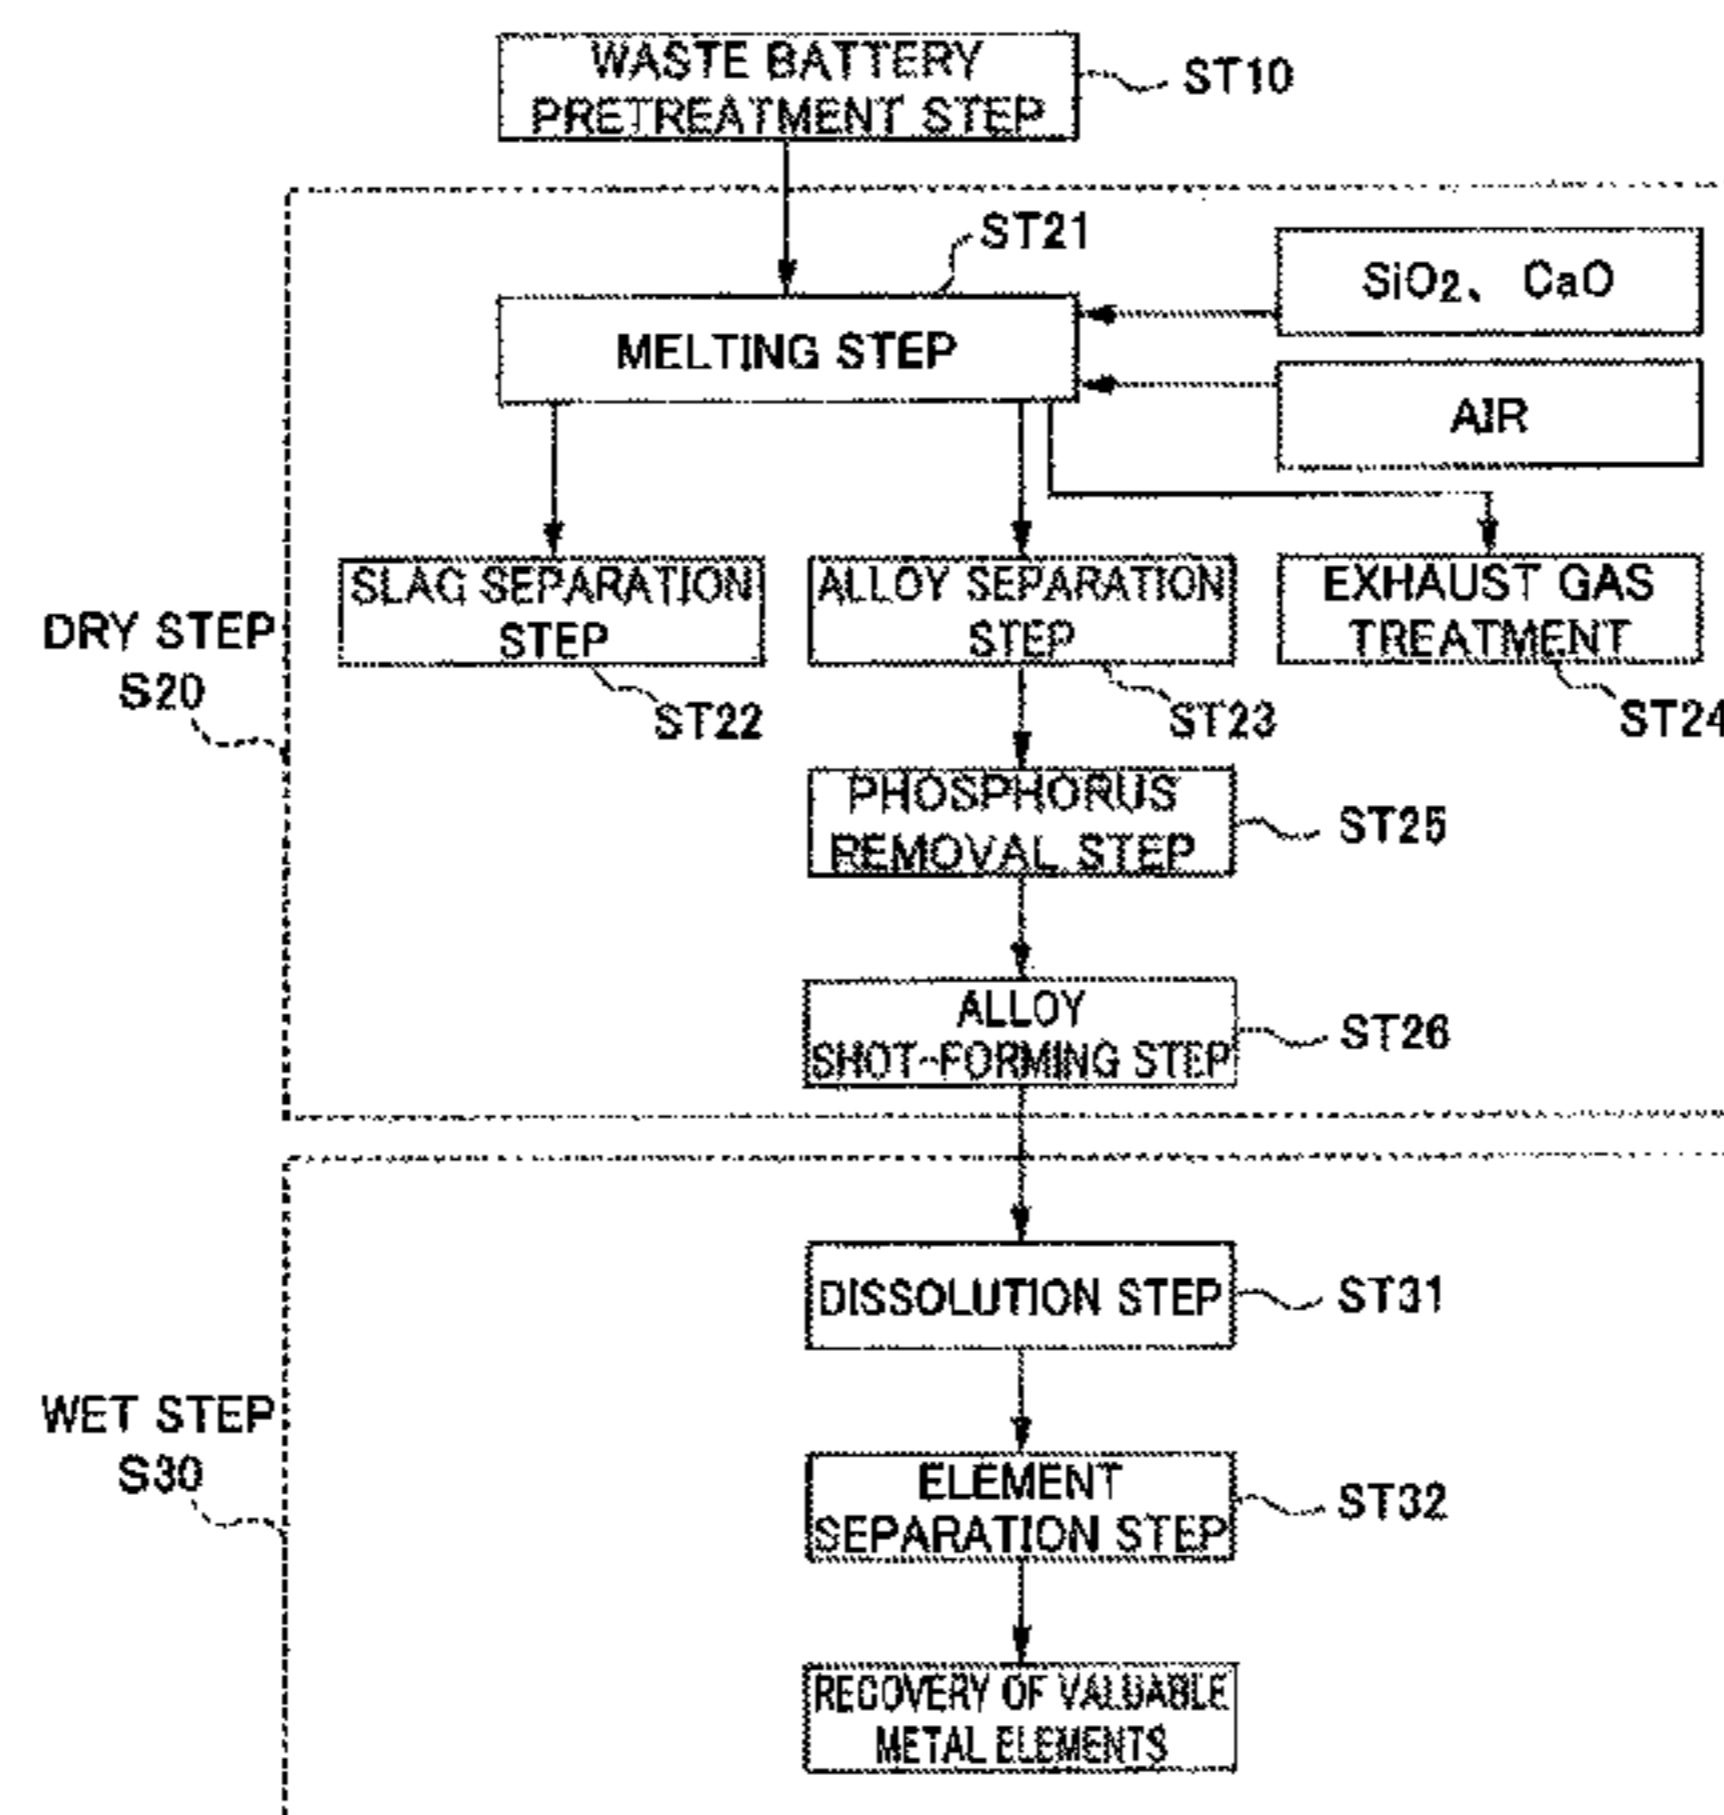 WASTE BATTERY
PRETREATMENT STEP
ST10
ST21
SiO₂、 CaO
MELTING STEP
AIR
SLAG SEPARATION
STEP
ST22
ALLOY SEPARATION
STEP
ST23
EXHAUST GAS
TREATMENT
ST24
DRY STEP
S20
PHOSPHORUS
REMOVAL STEP
ST25
ALLOY
SHOT-FORMING STEP
ST26
DISSOLUTION STEP
ST31
WET STEP
S30
ELEMENT
SEPARATION STEP
ST32
RECOVERY OF VALUABLE
METAL ELEMENTS